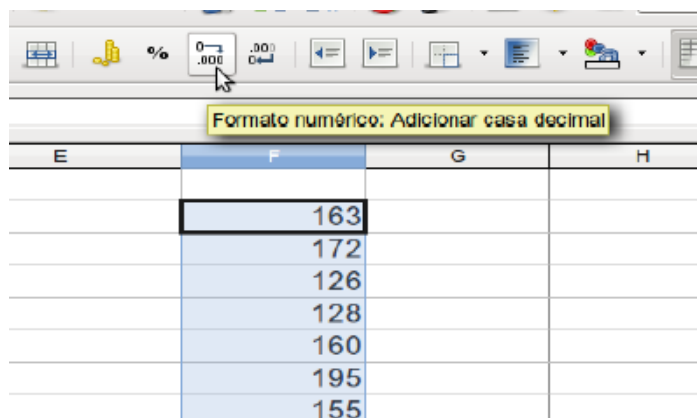 % 0 .000 .000 0
Formato numérico: Adicionar casa decimal
E F G H
163
172
126
128
160
195
155